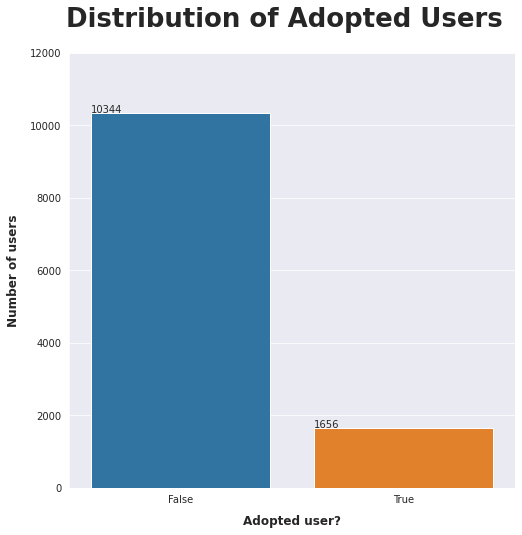 Distribution of Adopted Users
12000
10000
8000
6000
4000
2000
0
Number of users
10344
1656
False
True
Adopted user?